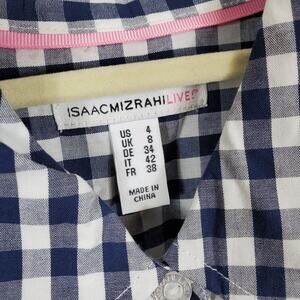 ISAACMIZRAHILIVE!
US 4
UK 8
DE 34
IT 42
FR 38
MADE IN
CHINA